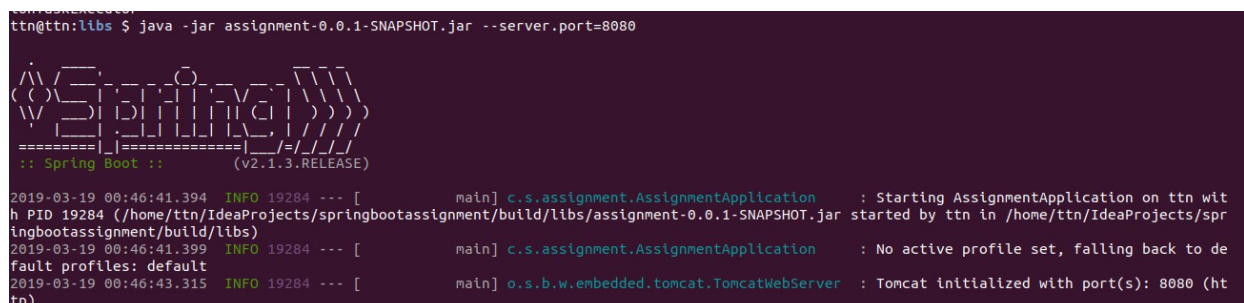 ttn@ttn:libs $ java -jar assignment-0.0.1-SNAPSHOT.jar --server.port=8080
Spring
:: Spring Boot ::        (v2.1.3.RELEASE)
2019-03-19 00:46:41.394  INFO 19284 --- [           main] c.s.assignment.AssignmentApplication     : Starting AssignmentApplication on ttn wit
h PID 19284 (/home/ttn/IdeaProjects/springbootassignment/build/libs/assignment-0.0.1-SNAPSHOT.jar started by ttn in /home/ttn/IdeaProjects/spr
ingbootassignment/build/libs)
2019-03-19 00:46:41.399  INFO 19284 --- [           main] c.s.assignment.AssignmentApplication     : No active profile set, falling back to de
fault profiles: default
2019-03-19 00:46:43.315  INFO 19284 --- [           main] o.s.b.w.embedded.tomcat.TomcatWebServer  : Tomcat initialized with port(s): 8080 (ht
tp)